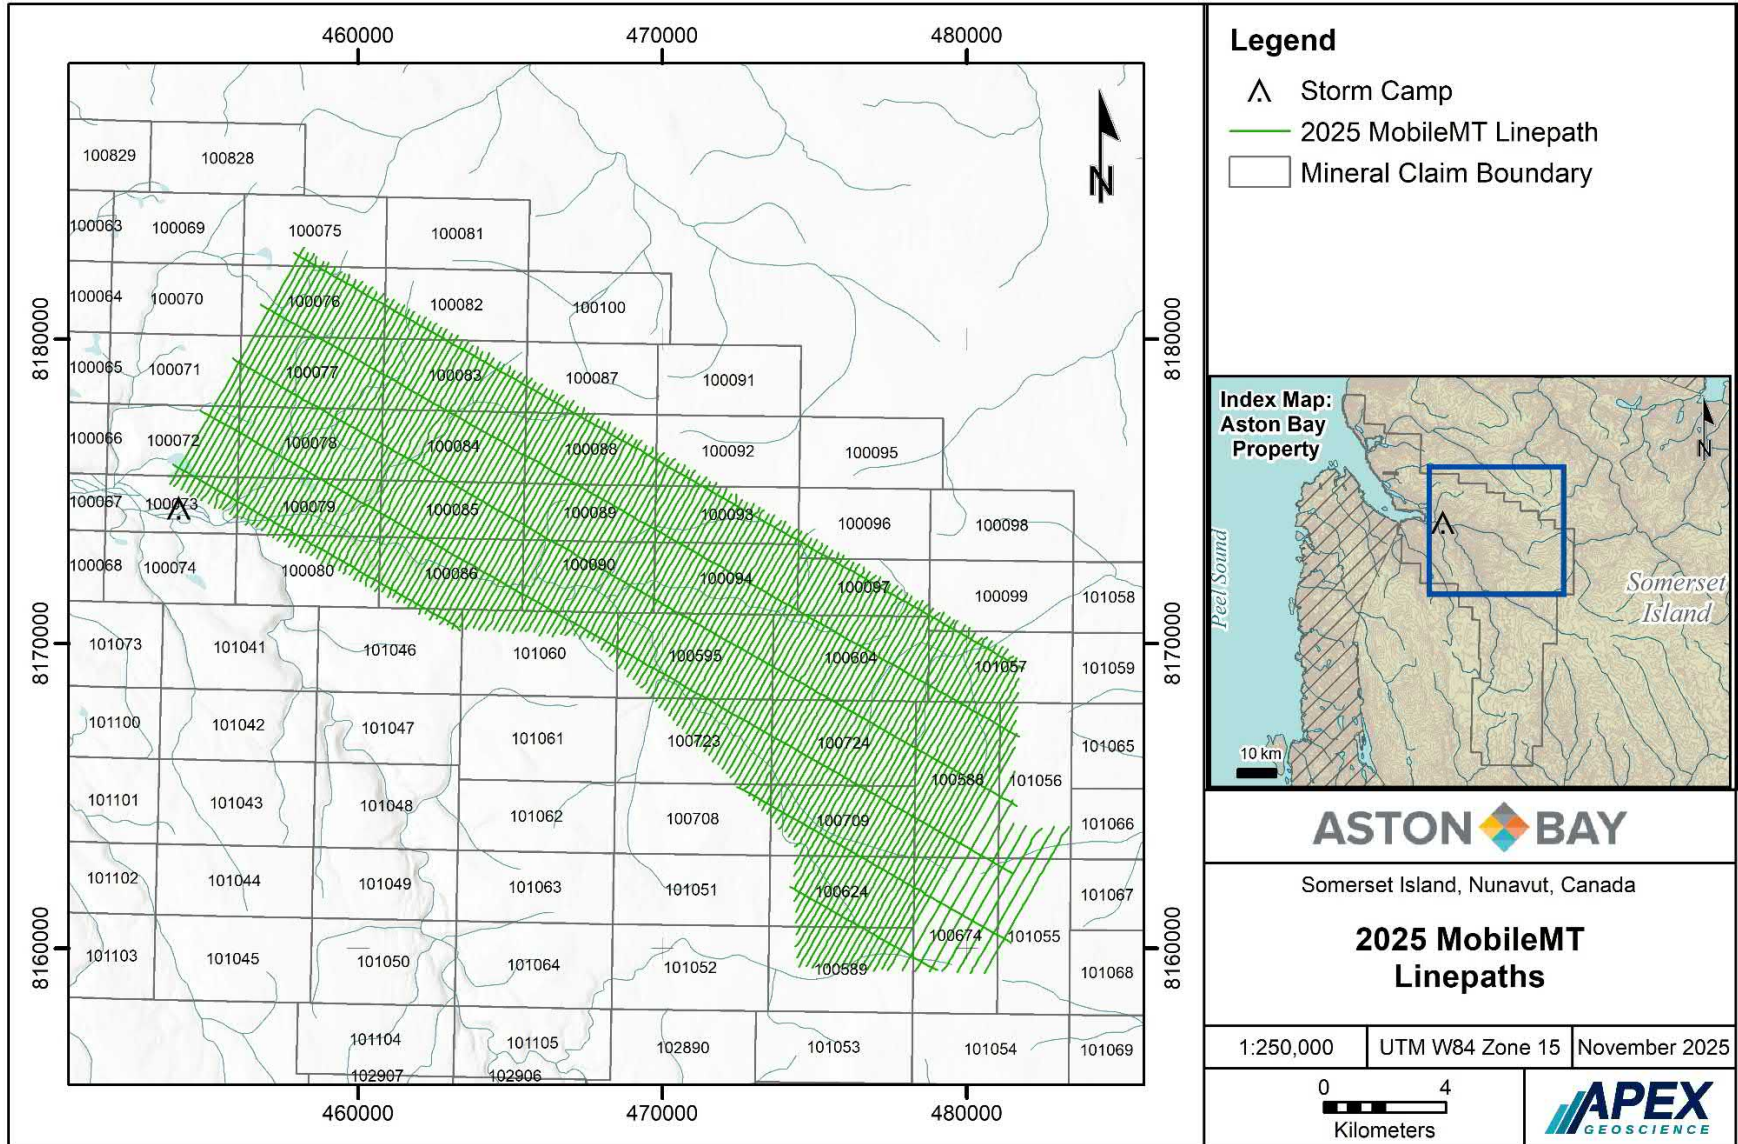 460000 470000 480000
100829 100828
100063 100069 100075 100081
100064 100070 100076 100082 100100
100065 100071 100077 100083 100087 100091
100066 100072 100078 100084 100088 100092 100095
100067 100073 100079 100085 100089 100093 100096 100098
100068 100074 100080 100086 100090 100094 100097 100099 101058
101073 101041 101046 101060 100595 100604 101057 101059
101100 101042 101047 101061 100723 100724 100588 101056 101065
101101 101043 101048 101062 100708 100709 101066
101102 101044 101049 101063 101051 100624 101067
101103 101045 101050 101064 101052 100589 100674 101055 101068
101104 101105 102890 101053 101054 101069
102907 102906
8180000
8170000
8160000
8180000
8170000
8160000
460000 470000 480000
N
Legend
Storm Camp
2025 MobileMT Linepath
Mineral Claim Boundary
Index Map:
Aston Bay
Property
N
Peel Sound
Somerset
Island
10 km
ASTON BAY
Somerset Island, Nunavut, Canada
2025 MobileMT
Linepaths
1:250,000 UTM W84 Zone 15 November 2025
0 4
Kilometers
APEX
GEOSCIENCE